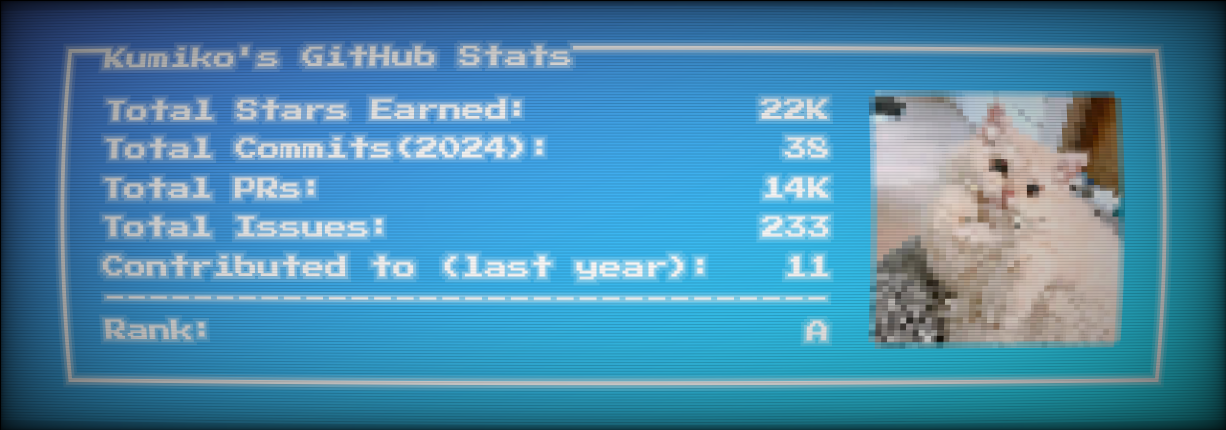 Kumiko's GitHub Stats
Total Stars Earned: 22K
Total Commits(2024): 38
Total PRs: 14K
Total Issues: 233
Contributed to (last year): 11
Rank: A